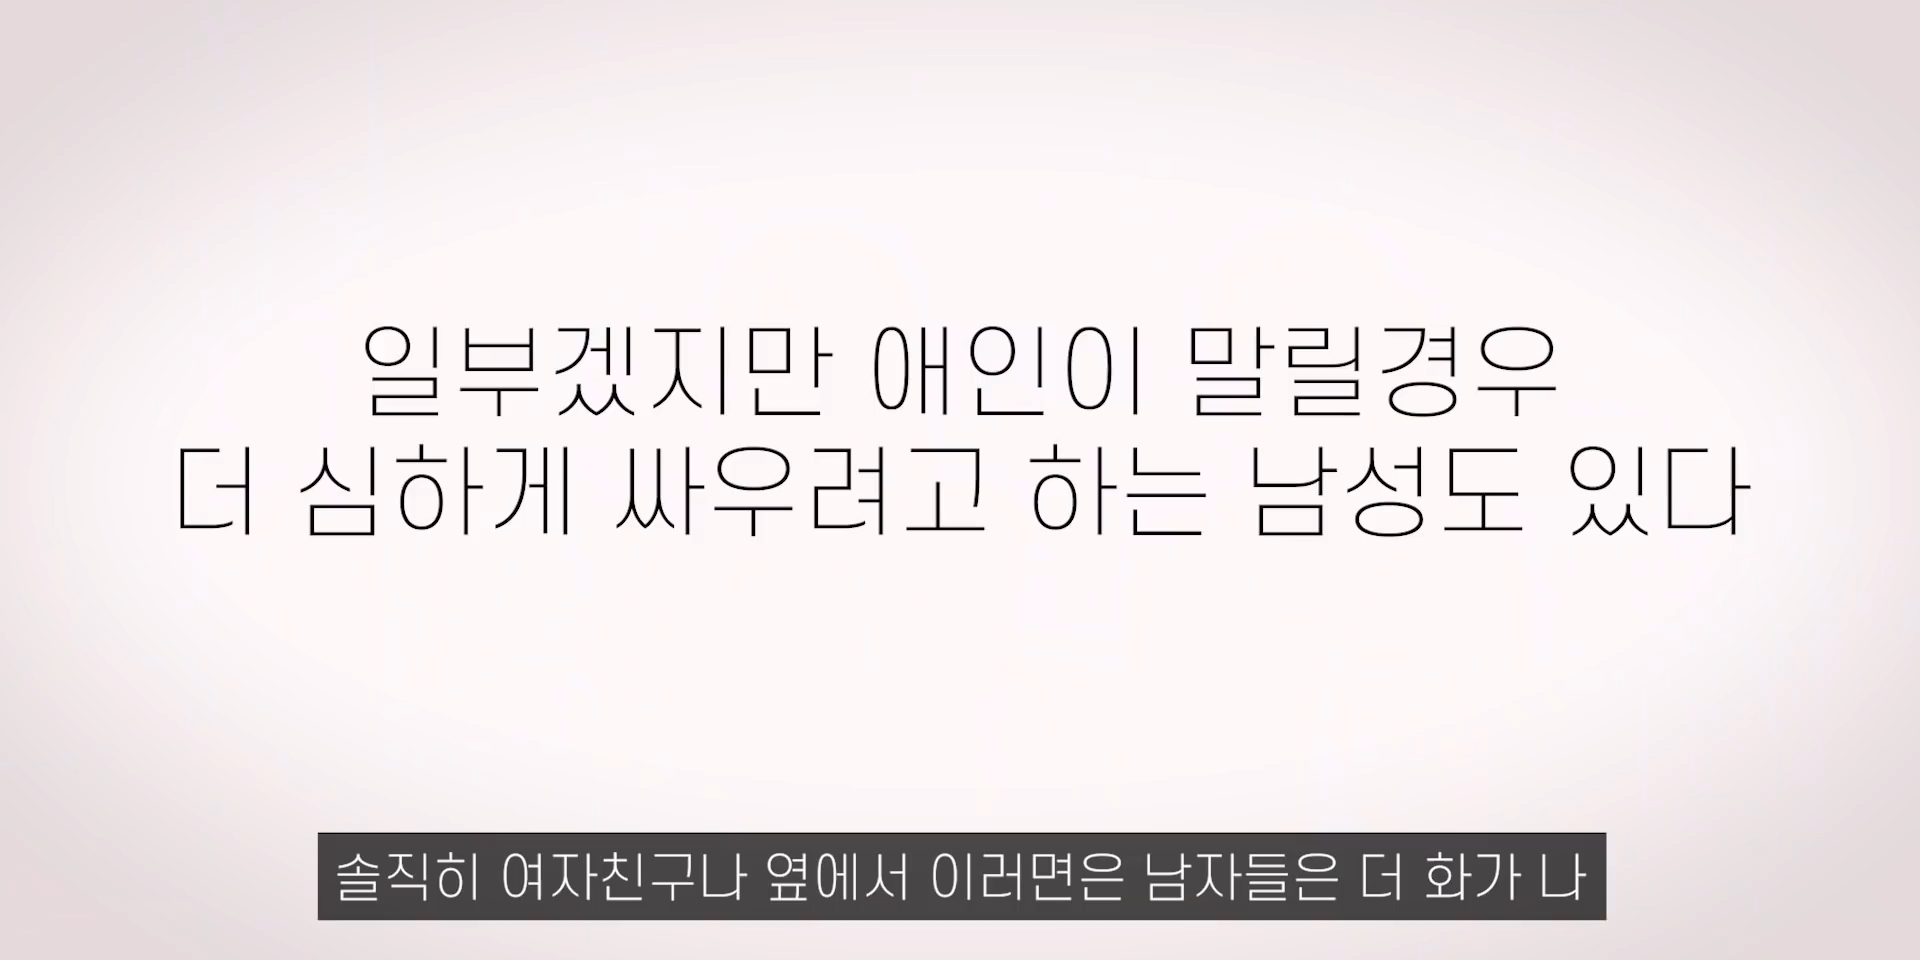 일부겠지만 애인이 말릴경우
더 심하게 싸우려고 하는 남성도 있다
솔직히 여자친구나 옆에서 이러면은 남자들은 더 화가 나